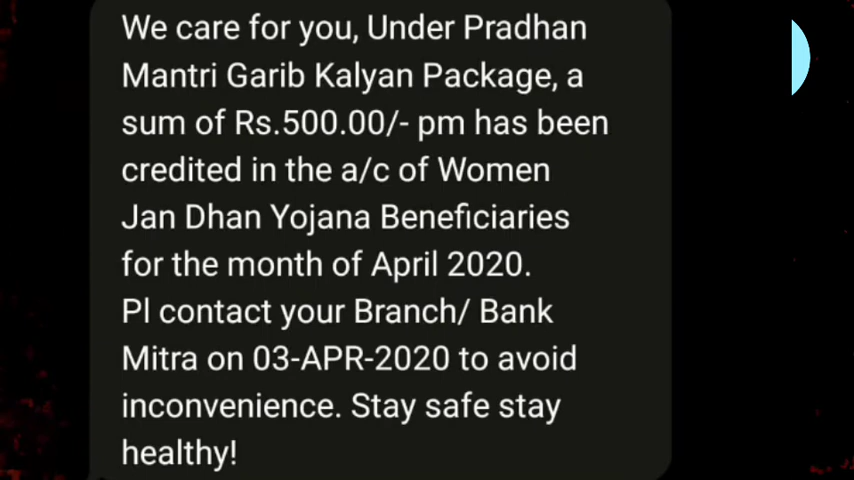 We care for you, Under Pradhan
Mantri Garib Kalyan Package, a
sum of Rs.500.00/- pm has been
credited in the a/c of Women
Jan Dhan Yojana Beneficiaries
for the month of April 2020.
Pl contact your Branch/ Bank
Mitra on 03-APR-2020 to avoid
inconvenience. Stay safe stay
healthy!